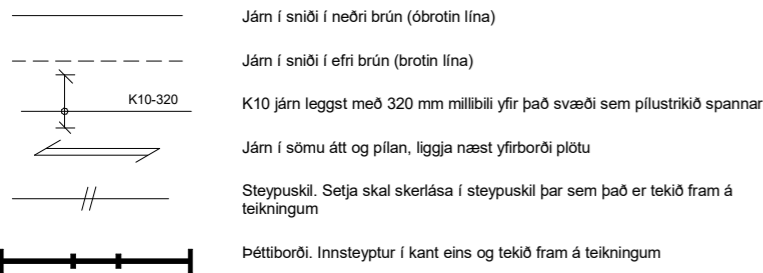 Járn í sniði í neðri brún (óbrotin lína)
Járn í sniði í efri brún (brotin lína)
K10-320
K10 járn leggst með 320 mm millibili yfir það svæði sem pílustrikið spannar
Járn í sömu átt og pílan, liggja næst yfirborði plötu
Steypuskil. Setja skal skerlása í steypuskil þar sem það er tekið fram á
teikningum
Þéttiborði. Innsteyptur í kant eins og tekið fram á teikningum